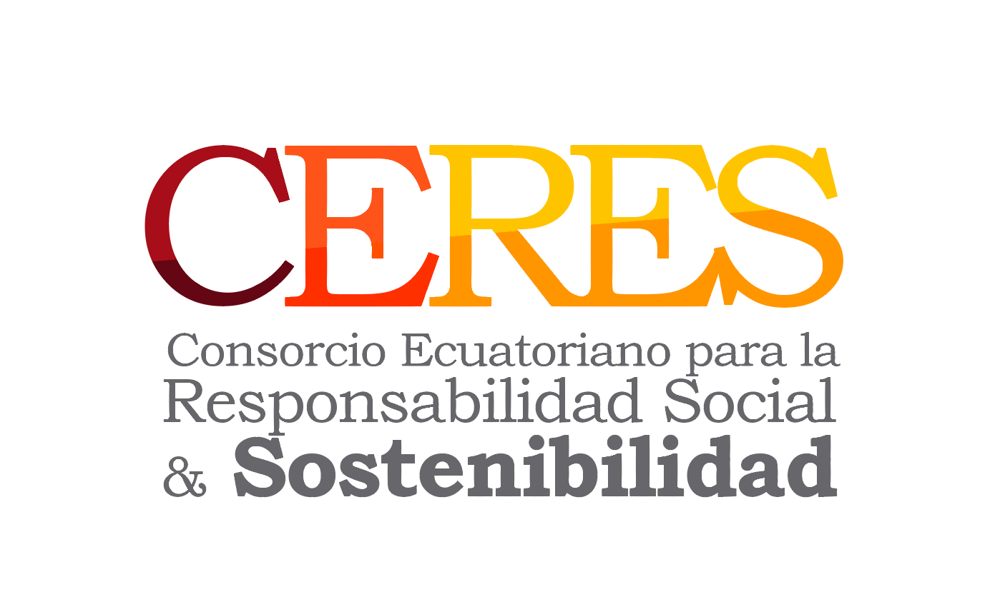 CERES
Consorcio Ecuatoriano para la
Responsabilidad Social
& Sostenibilidad